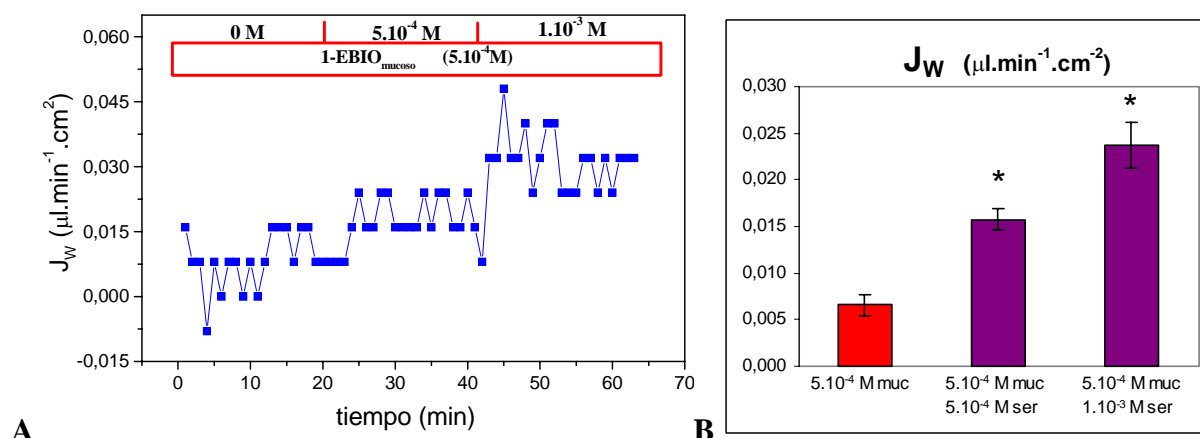 0 M 5.10⁻⁴ M 1.10⁻³ M
1-EBIO mucoso (5.10⁻⁴M)
0,060
0,045
0,030
0,015
0,000
-0,015
J_W (μl.min⁻¹.cm²)
0 10 20 30 40 50 60 70
tiempo (min)
A
J_W (μl.min⁻¹.cm⁻²)
0,030
0,025
0,020
0,015
0,010
0,005
0,000
* *
5.10⁻⁴ M muc 5.10⁻⁴ M muc 5.10⁻⁴ M muc
5.10⁻⁴ M ser 1.10⁻³ M ser
B